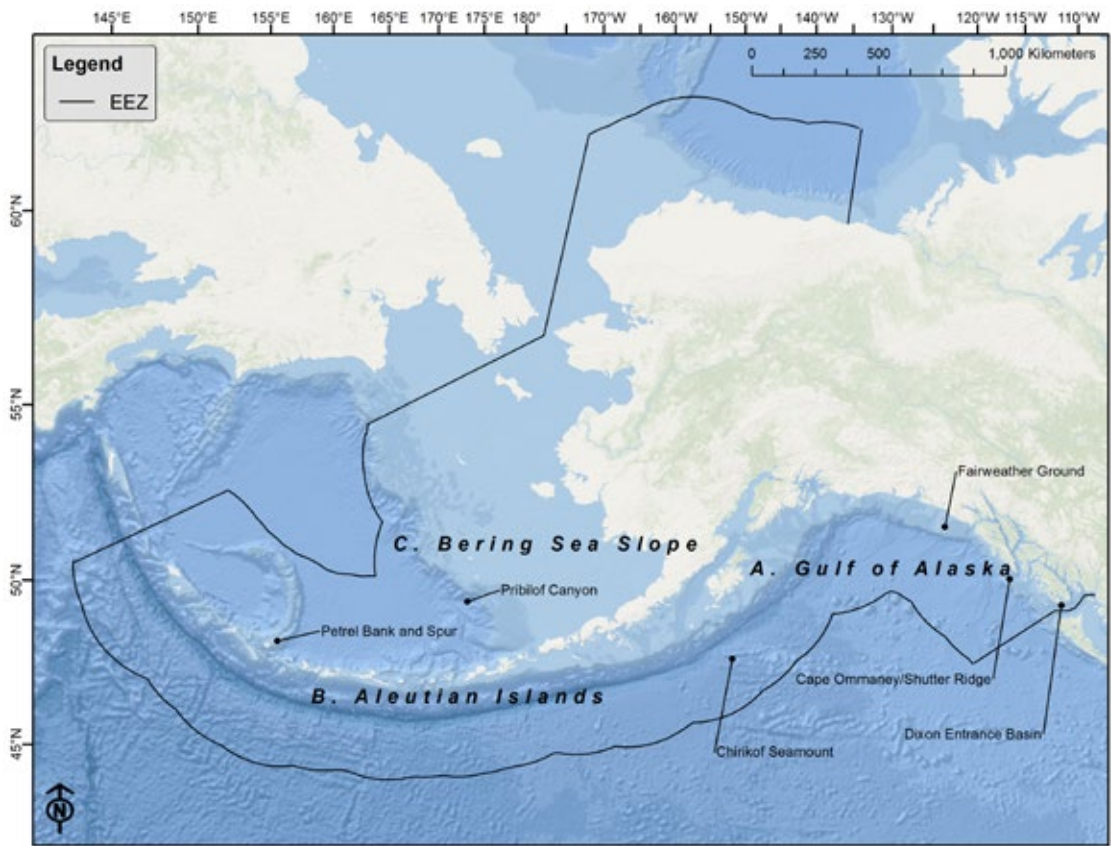 145°E 150°E 155°E 160°E 165°E 170°E 175°E 180° 170°W 160°W 150°W 140°W 130°W 120°W 115°W 110°W
Legend
EEZ
0 250 500 1,000 Kilometers
60°N
55°N
50°N
45°N
Fairweather Ground
C. Bering Sea Slope
A. Gulf of Alaska
Pribilof Canyon
Petrel Bank and Spur
Cape Ommaney/Shutter Ridge
B. Aleutian Islands
Dixon Entrance Basin
Chirikof Seamount
N